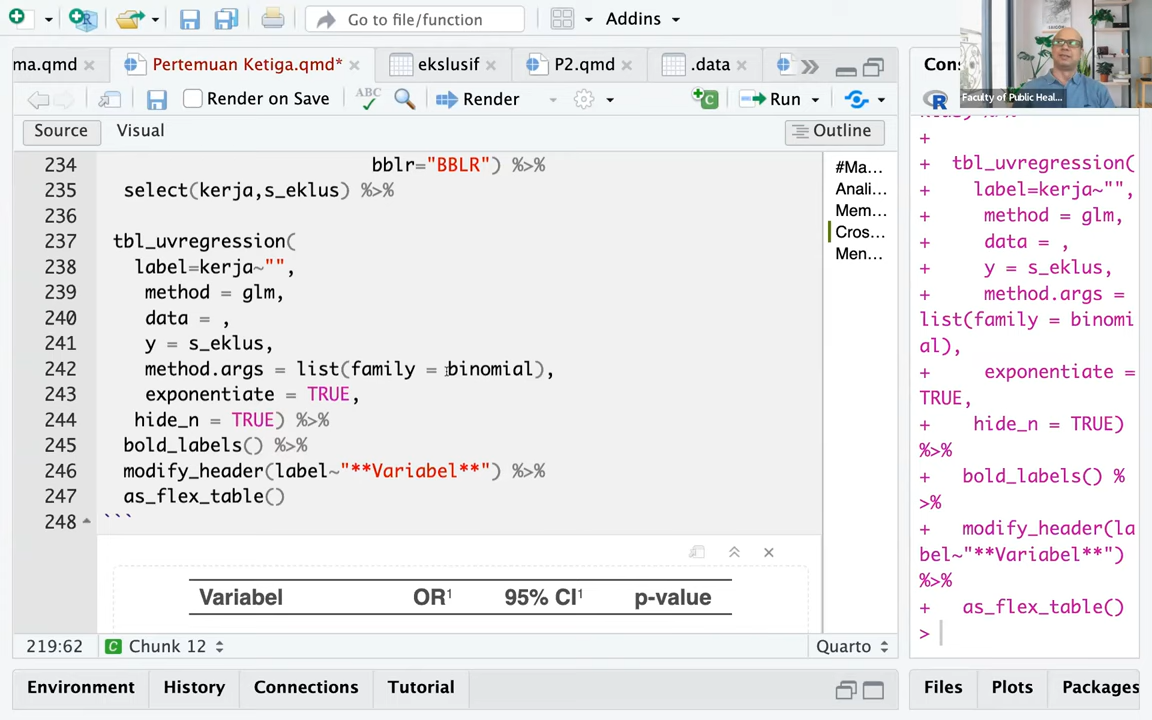 Go to file/function
Addins
ma.qmd
Pertemuan Ketiga.qmd*
ekslusif
P2.qmd
.data
Cons
Faculty of Public Heal...
Render on Save
ABC
Render
Run
Source
Visual
Outline
234 bblr="BBLR") %>%
235 select(kerja,s_eklus) %>%
236
237 tbl_uvregression(
238 label=kerja~"",
239 method = glm,
240 data = ,
241 y = s_eklus,
242 method.args = list(family = binomial),
243 exponentiate = TRUE,
244 hide_n = TRUE) %>%
245 bold_labels() %>%
246 modify_header(label~"**Variabel**") %>%
247 as_flex_table()
248 ```
#Ma...
Anali...
Mem...
Cros...
Men...
Variabel OR¹ 95% CI¹ p-value
219:62
Chunk 12
Quarto
+
+ tbl_uvregression(
+ label=kerja~"",
+ method = glm,
+ data = ,
+ y = s_eklus,
+ method.args =
list(family = binomi
al),
+ exponentiate =
TRUE,
+ hide_n = TRUE)
%>%
+ bold_labels() %
>%
+ modify_header(la
bel~"**Variabel**")
%>%
+ as_flex_table()
>
Environment
History
Connections
Tutorial
Files
Plots
Packages